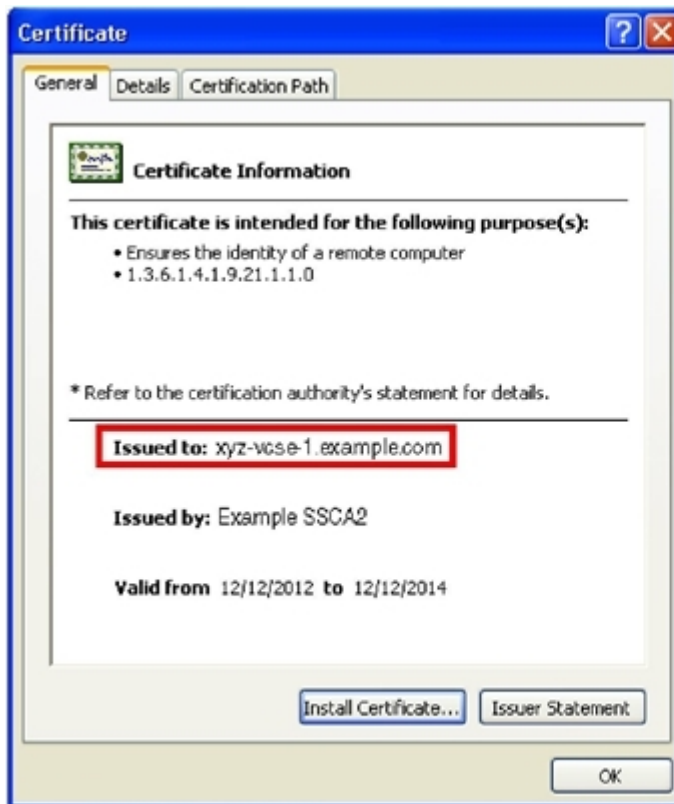 Certificate
General Details Certification Path
Certificate Information
This certificate is intended for the following purpose(s):
• Ensures the identity of a remote computer
• 1.3.6.1.4.1.9.21.1.1.0
* Refer to the certification authority's statement for details.
Issued to: xyz-vcse-1.example.com
Issued by: Example SSCA2
Valid from 12/12/2012 to 12/12/2014
Install Certificate... Issuer Statement
OK